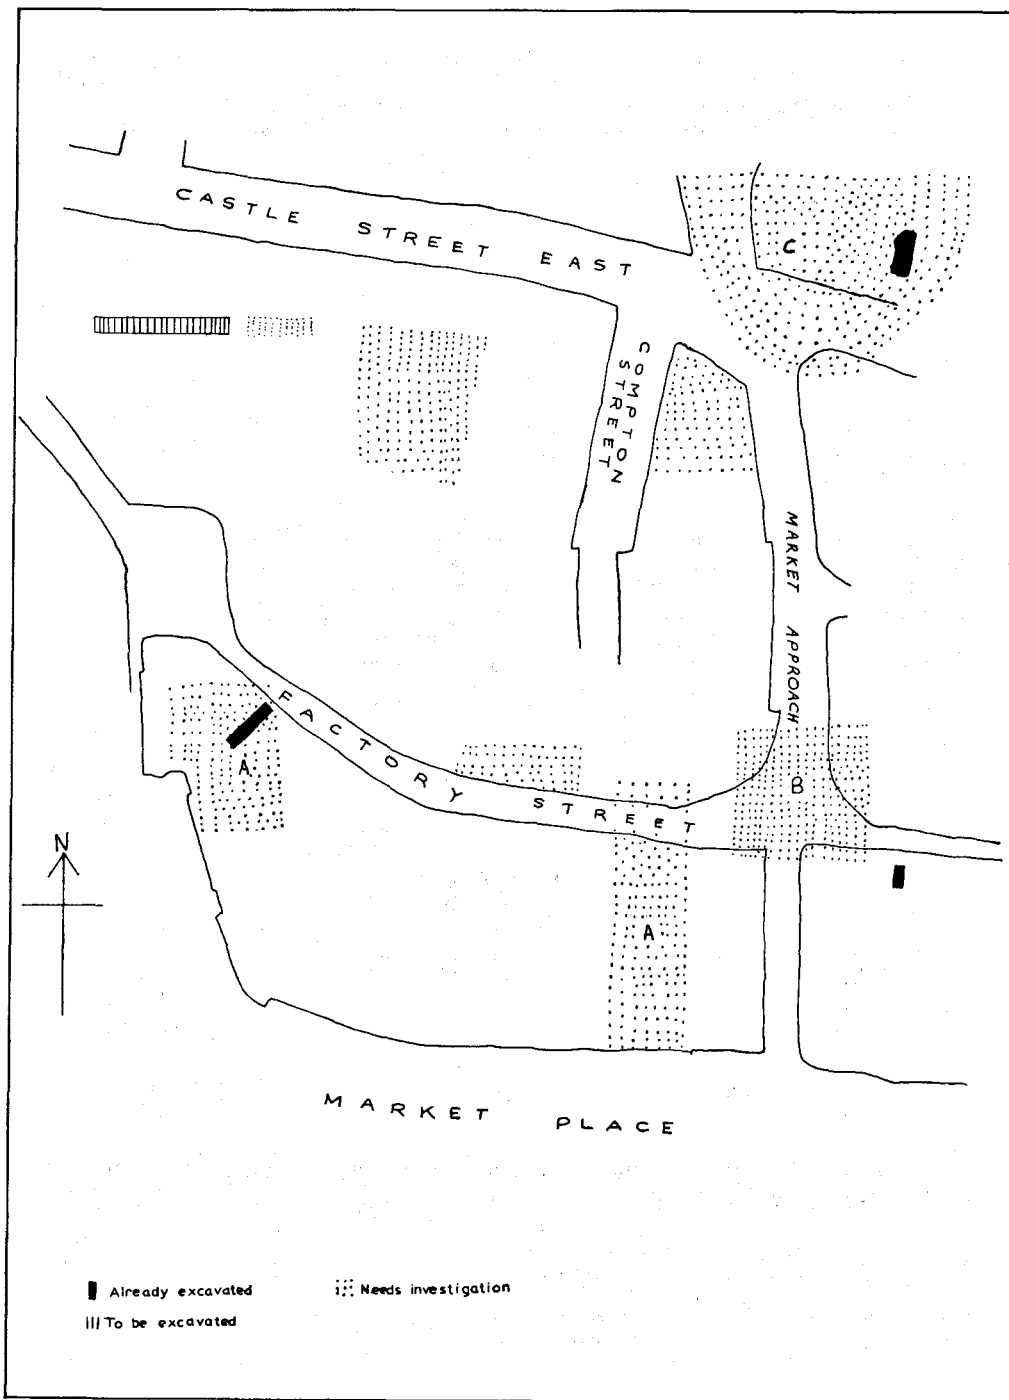 CASTLE STREET EAST
C
COMPTON
STREET
MARKET APPROACH
FACTORY STREET
A
B
A
N
MARKET PLACE
Already excavated
Needs investigation
To be excavated